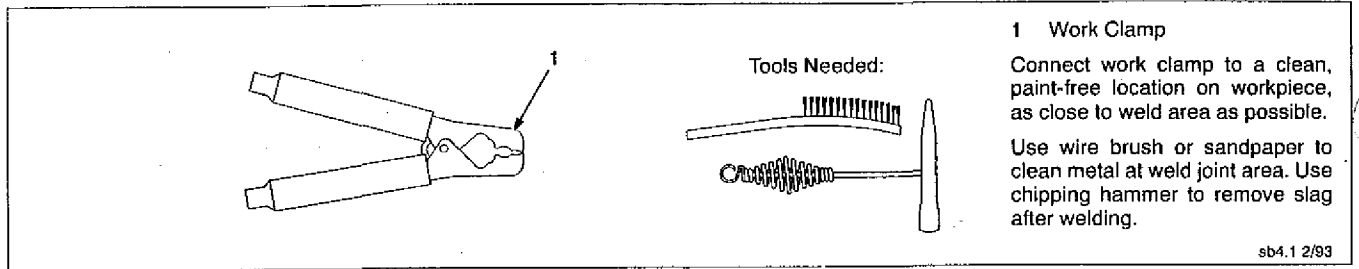 1
Tools Needed:
1 Work Clamp
Connect work clamp to a clean,
paint-free location on workpiece,
as close to weld area as possible.
Use wire brush or sandpaper to
clean metal at weld joint area. Use
chipping hammer to remove slag
after welding.
sb4.1 2/93